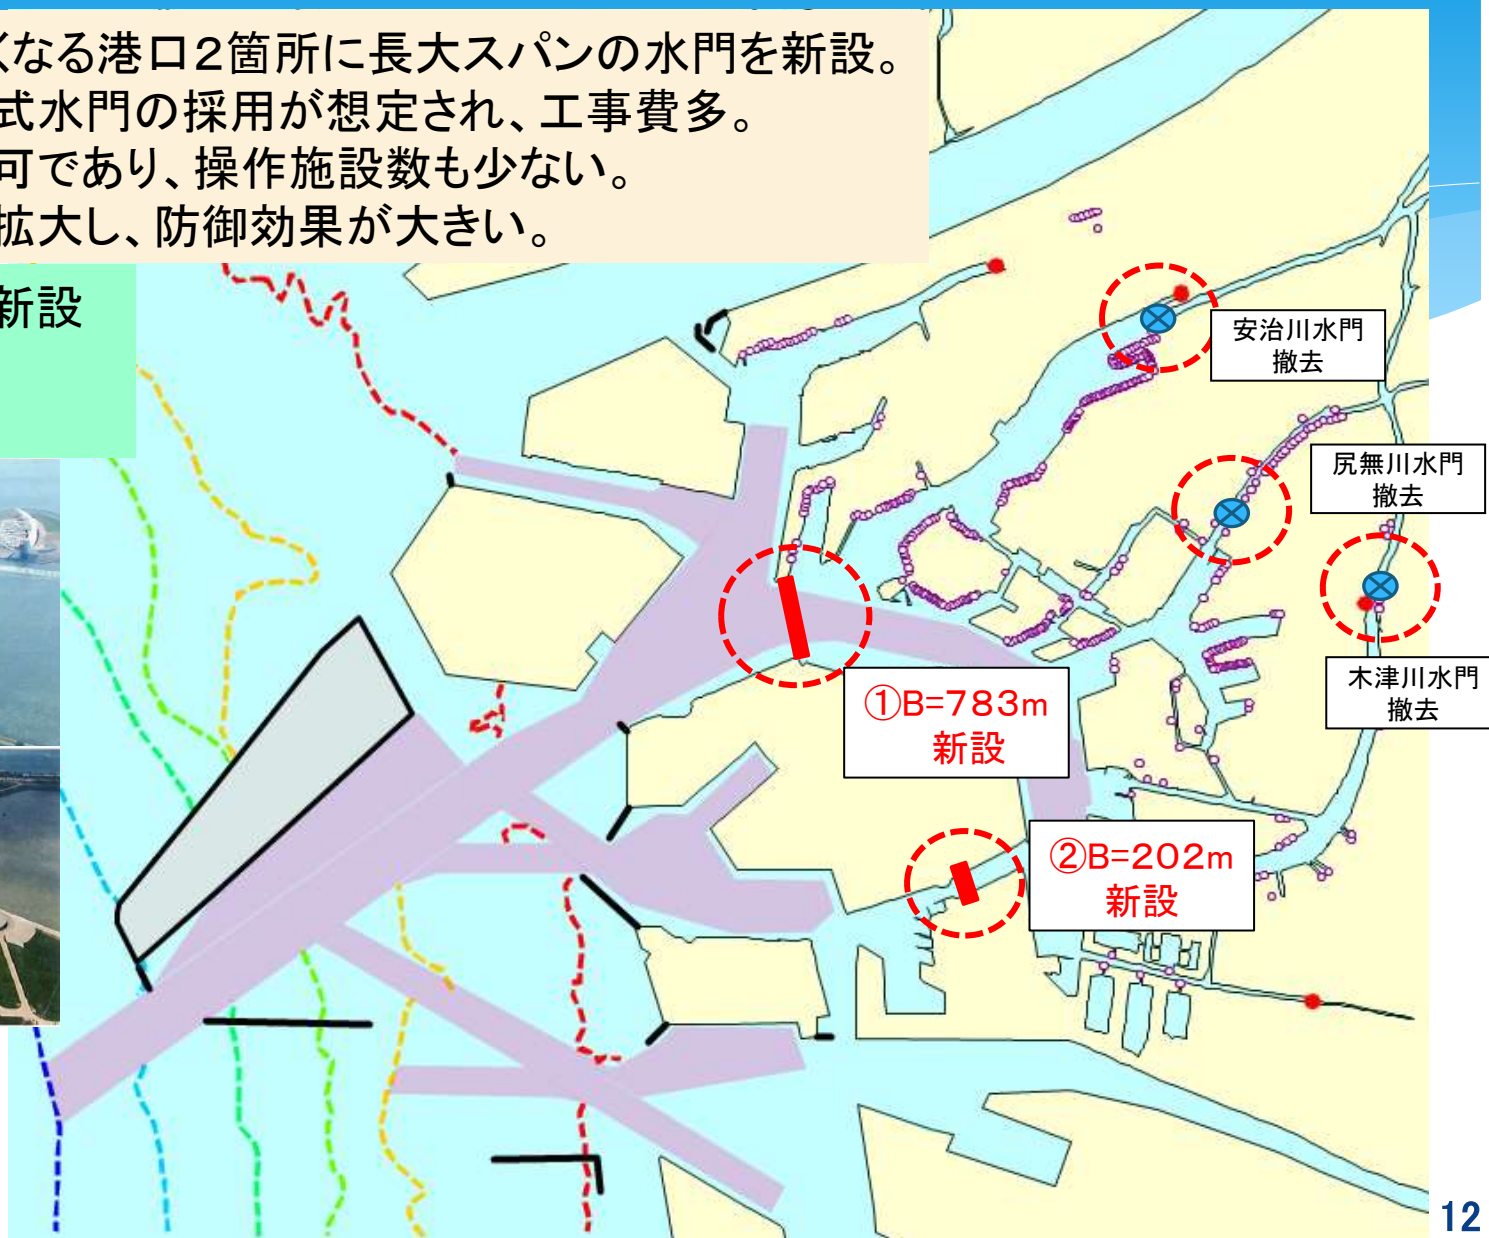 くなる港口２箇所に長大スパンの水門を新設。
式水門の採用が想定され、工事費多。
可であり、操作施設数も少ない。
拡大し、防御効果が大きい。
新設
安治川水門
撤去
尻無川水門
撤去
木津川水門
撤去
①B=783m
新設
②B=202m
新設
12